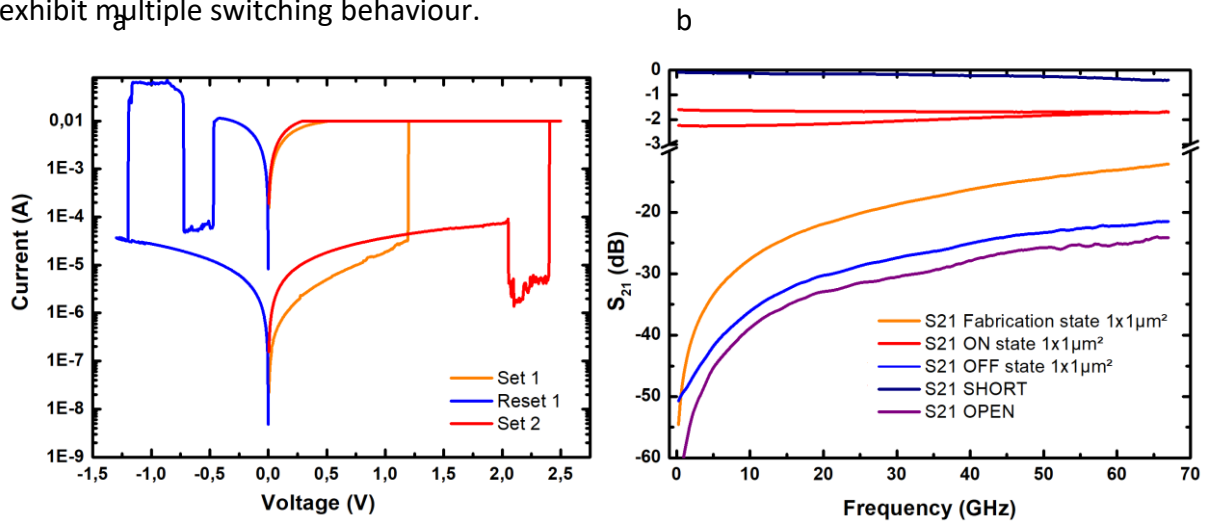 exhibit multiple switching behaviour.
a
b
Current (A)
0,01
1E-3
1E-4
1E-5
1E-6
1E-7
1E-8
1E-9
Set 1
Reset 1
Set 2
-1,5 -1,0 -0,5 0,0 0,5 1,0 1,5 2,0 2,5
Voltage (V)
S21 (dB)
0
-1
-2
-3
-20
-30
-40
-50
-60
S21 Fabrication state 1x1µm²
S21 ON state 1x1µm²
S21 OFF state 1x1µm²
S21 SHORT
S21 OPEN
0 10 20 30 40 50 60 70
Frequency (GHz)